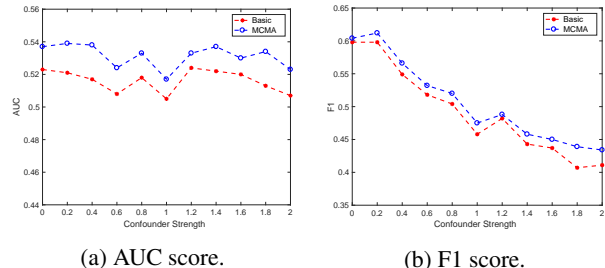 0.56
0.54
0.52
0.5
0.48
0.46
0.44
AUC
0 0.2 0.4 0.6 0.8 1 1.2 1.4 1.6 1.8 2
Confounder Strength
Basic
MCMA
(a) AUC score.
0.65
0.6
0.55
0.5
0.45
0.4
0.35
F1
0 0.2 0.4 0.6 0.8 1 1.2 1.4 1.6 1.8 2
Confounder Strength
Basic
MCMA
(b) F1 score.